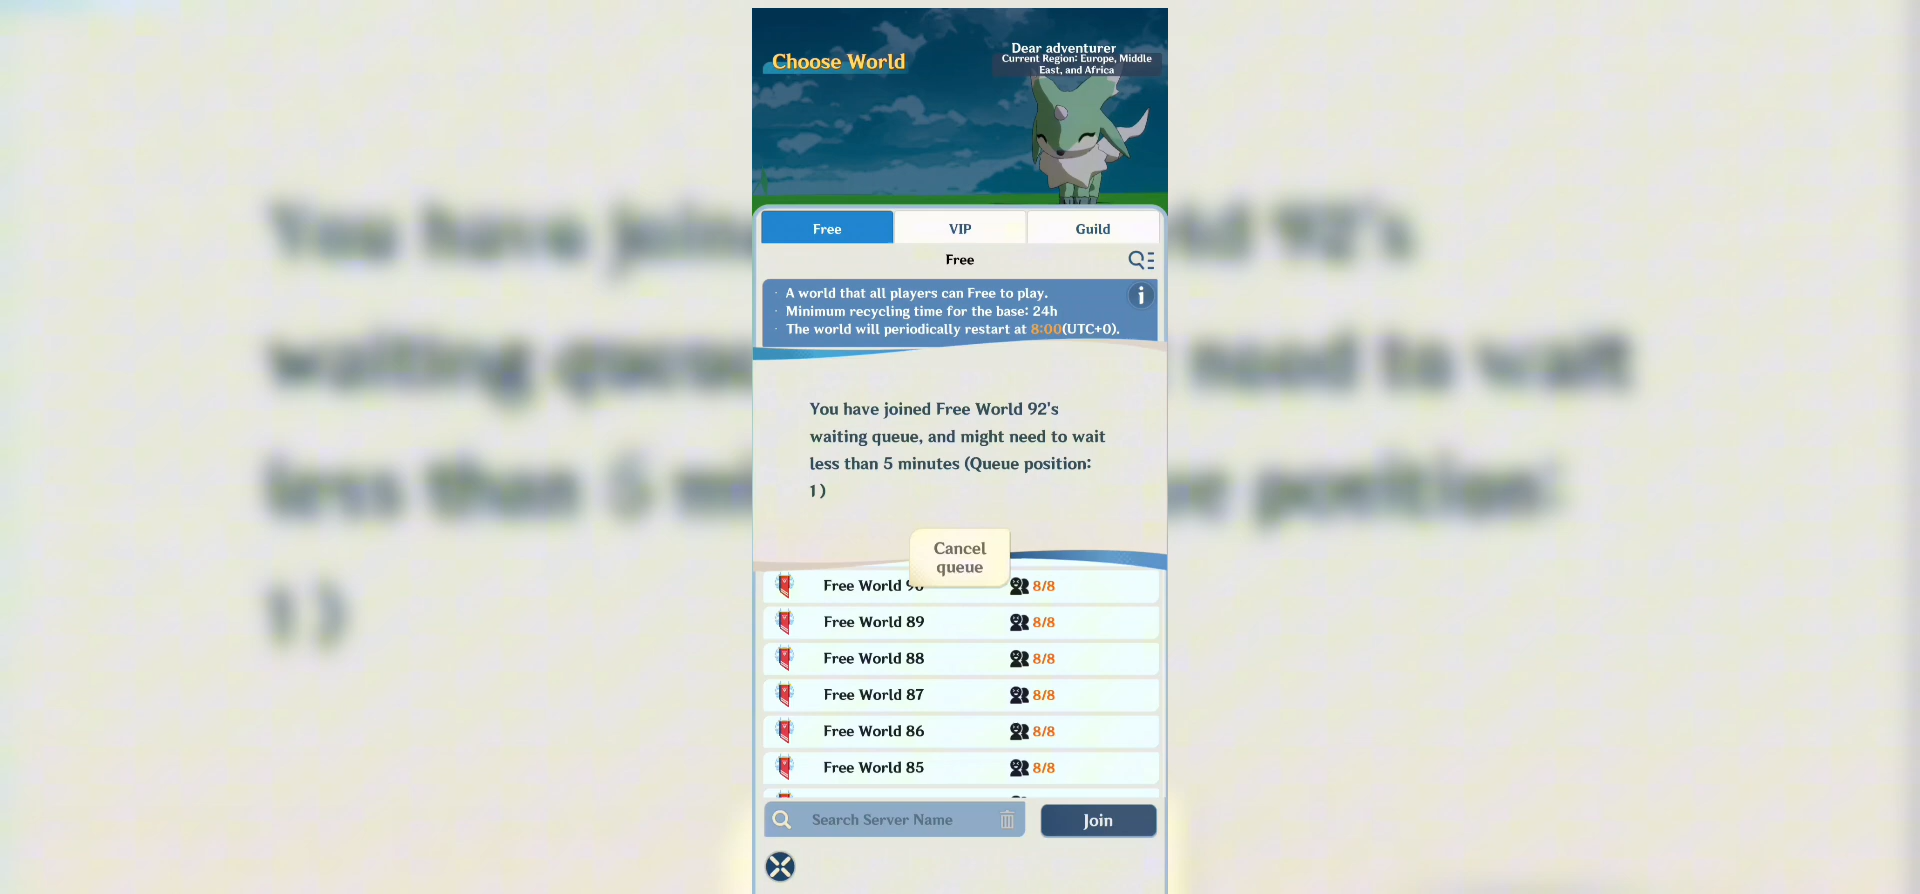 Choose World
Dear adventurer
Current Region: Europe, Middle
East, and Africa
Free
VIP
Guild
Free
· A world that all players can Free to play.
· Minimum recycling time for the base: 24h
· The world will periodically restart at 8:00(UTC+0).
You have joined Free World 92's
waiting queue, and might need to wait
less than 5 minutes (Queue position:
1 )
Cancel
queue
Free World 90 8/8
Free World 89 8/8
Free World 88 8/8
Free World 87 8/8
Free World 86 8/8
Free World 85 8/8
Search Server Name
Join